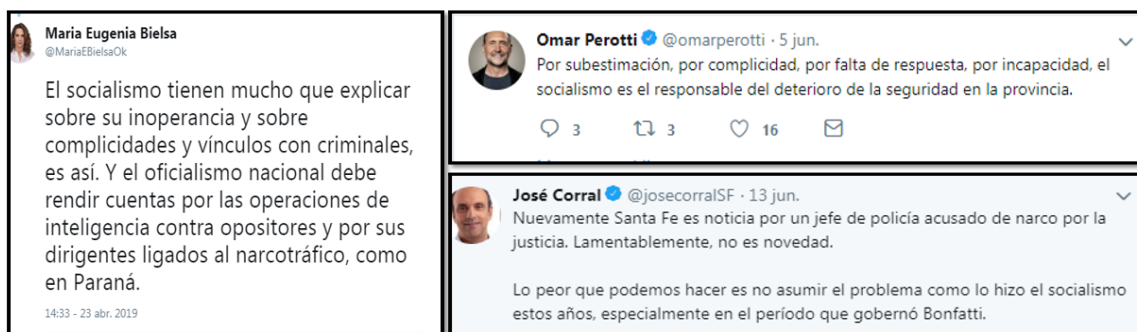 Maria Eugenia Bielsa
@MariaEBielsaOk
El socialismo tienen mucho que explicar
sobre su inoperancia y sobre
complicidades y vínculos con criminales,
es así. Y el oficialismo nacional debe
rendir cuentas por las operaciones de
inteligencia contra opositores y por sus
dirigentes ligados al narcotráfico, como
en Paraná.
14:33 - 23 abr. 2019
Omar Perotti @omarperotti · 5 jun.
Por subestimación, por complicidad, por falta de respuesta, por incapacidad, el
socialismo es el responsable del deterioro de la seguridad en la provincia.
3 3 16
José Corral @josecorralSF · 13 jun.
Nuevamente Santa Fe es noticia por un jefe de policía acusado de narco por la
justicia. Lamentablemente, no es novedad.
Lo peor que podemos hacer es no asumir el problema como lo hizo el socialismo
estos años, especialmente en el período que gobernó Bonfatti.